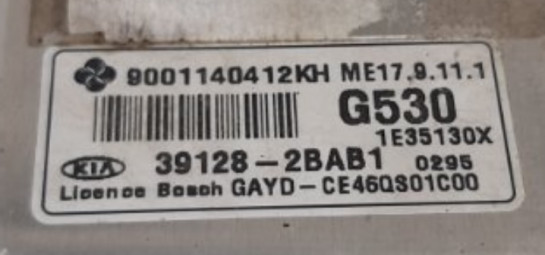 9001140412KH ME17.9.11.1
G530
1E35130X
KIA 39128-2BAB1 0295
Licence Bosch GAYD-CE46QS01C00